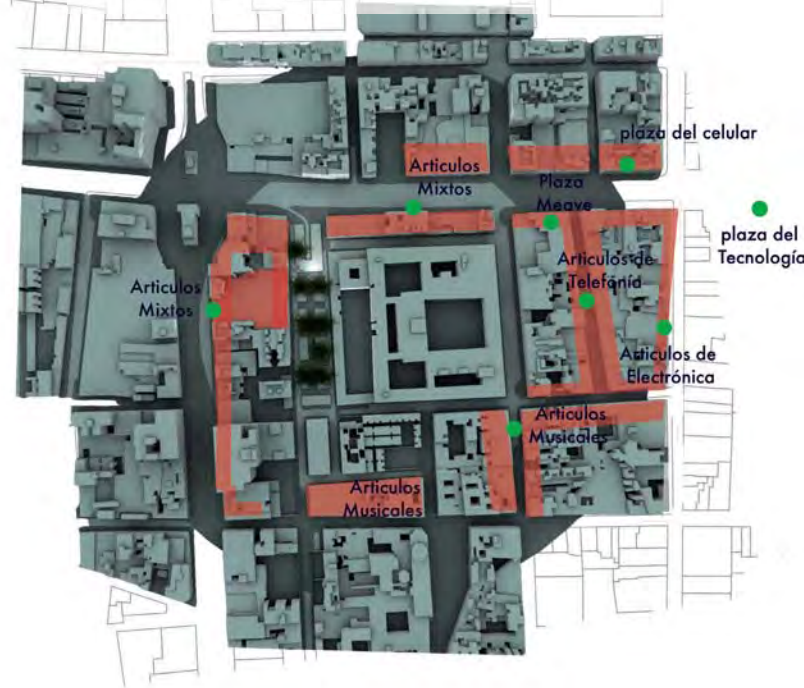 plaza del celular
Articulos
Mixtos
Plaza
Meave
plaza del
Tecnología
Articulos de
Telefonía
Articulos
Mixtos
Articulos de
Electrónica
Articulos
Musicales
Articulos
Musicales